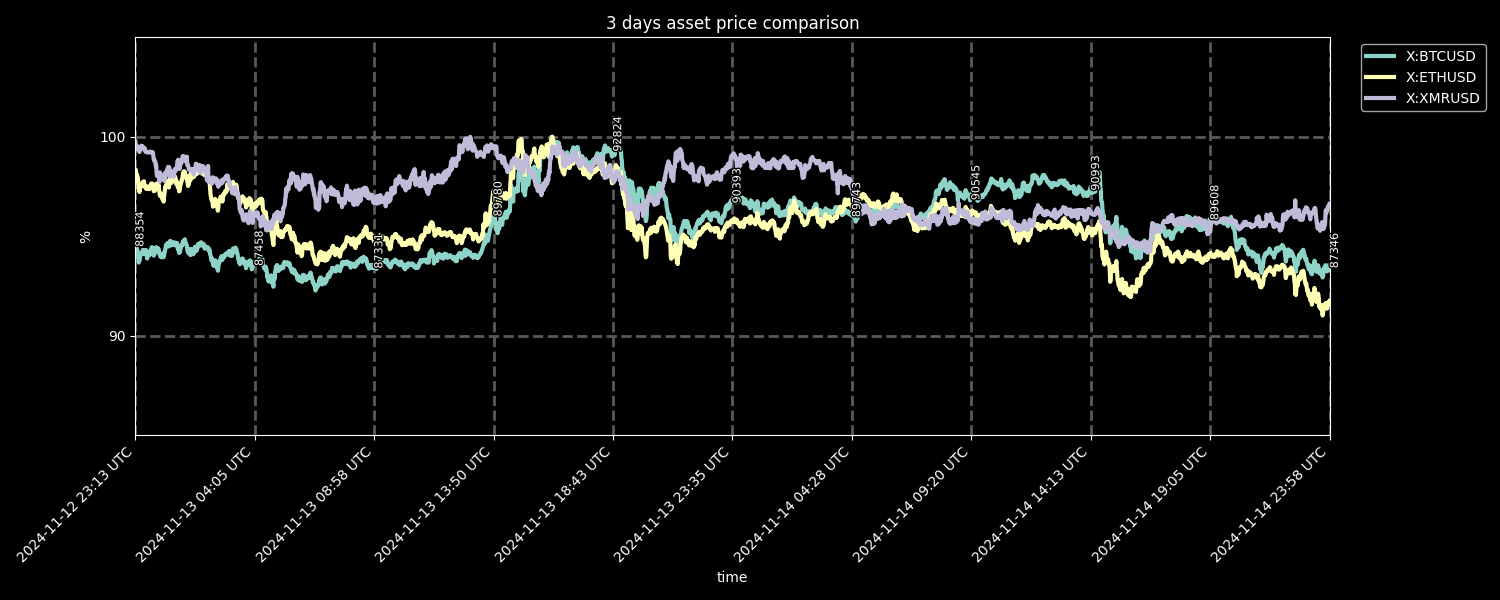 3 days asset price comparison
X:BTCUSD
X:ETHUSD
X:XMRUSD
%
100
90
88354
87458
87331
89780
92824
90393
89743
90545
90993
89608
87346
2024-11-12 23:13 UTC
2024-11-13 04:05 UTC
2024-11-13 08:58 UTC
2024-11-13 13:50 UTC
2024-11-13 18:43 UTC
2024-11-13 23:35 UTC
2024-11-14 04:28 UTC
2024-11-14 09:20 UTC
2024-11-14 14:13 UTC
2024-11-14 19:05 UTC
2024-11-14 23:58 UTC
time